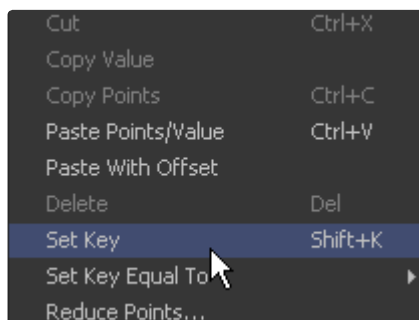 Cut Ctrl+X
Copy Value
Copy Points Ctrl+C
Paste Points/Value Ctrl+V
Paste With Offset
Delete Del
Set Key Shift+K
Set Key Equal To
Reduce Points...